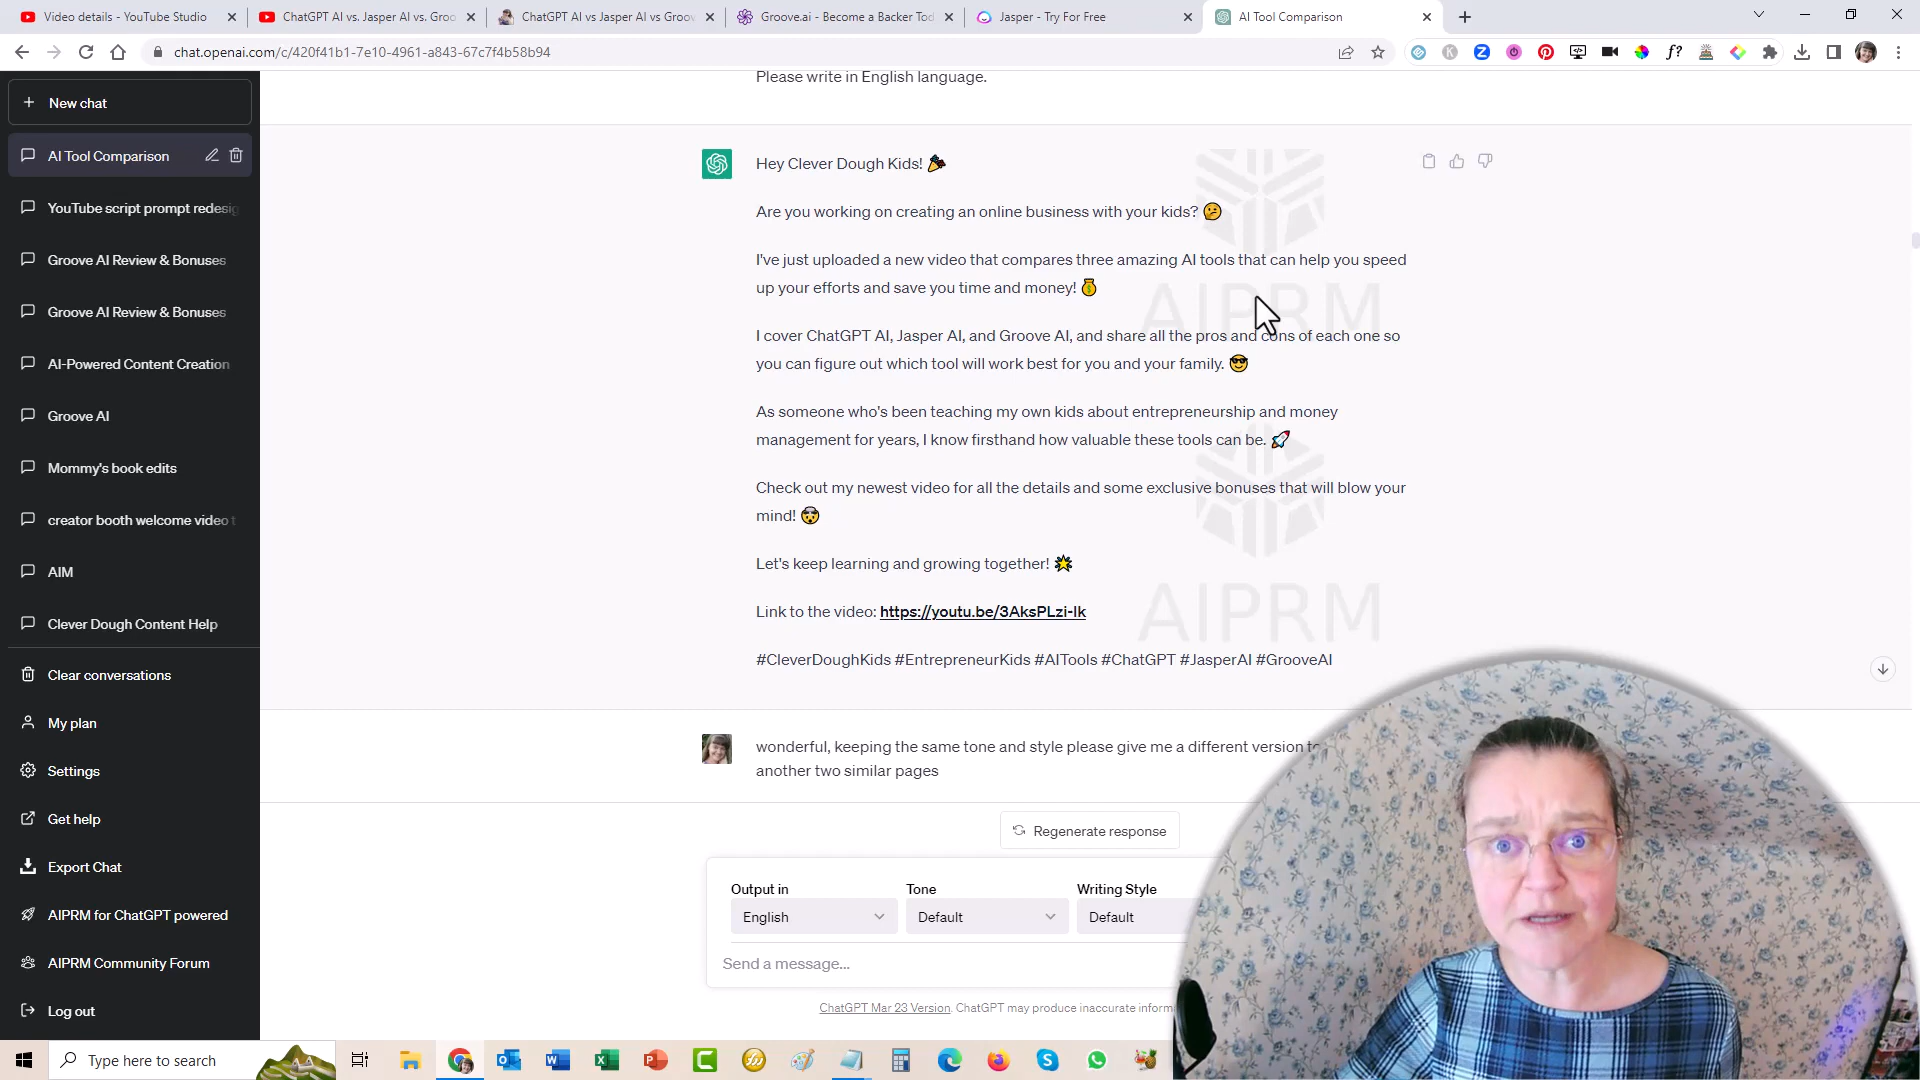 Video details - YouTube Studio
ChatGPT AI vs. Jasper AI vs. Groo
ChatGPT AI vs Jasper AI vs Groov
Groove.ai - Become a Backer Tod
Jasper - Try For Free
AI Tool Comparison
chat.openai.com/c/420f41b1-7e10-4961-a843-67c7f4b58b94
New chat
AI Tool Comparison
YouTube script prompt redesig
Groove AI Review & Bonuses
Groove AI Review & Bonuses
AI-Powered Content Creation
Groove AI
Mommy's book edits
creator booth welcome video t
AIM
Clever Dough Content Help
Clear conversations
My plan
Settings
Get help
Export Chat
AIPRM for ChatGPT powered
AIPRM Community Forum
Log out
Please write in English language.
Hey Clever Dough Kids! 🎉
Are you working on creating an online business with your kids? 🤔
I've just uploaded a new video that compares three amazing AI tools that can help you speed
up your efforts and save you time and money! 💰
I cover ChatGPT AI, Jasper AI, and Groove AI, and share all the pros and cons of each one so
you can figure out which tool will work best for you and your family. 😎
As someone who's been teaching my own kids about entrepreneurship and money
management for years, I know firsthand how valuable these tools can be. 🚀
Check out my newest video for all the details and some exclusive bonuses that will blow your
mind! 🤯
Let's keep learning and growing together! 🌟
Link to the video: https://youtu.be/3AksPLzi-lk
#CleverDoughKids #EntrepreneurKids #AITools #ChatGPT #JasperAI #GrooveAI
AIPRM
AIPRM
wonderful, keeping the same tone and style please give me a different version to
another two similar pages
Regenerate response
Output in
Tone
Writing Style
English
Default
Default
Send a message...
ChatGPT Mar 23 Version. ChatGPT may produce inaccurate inform
Type here to search